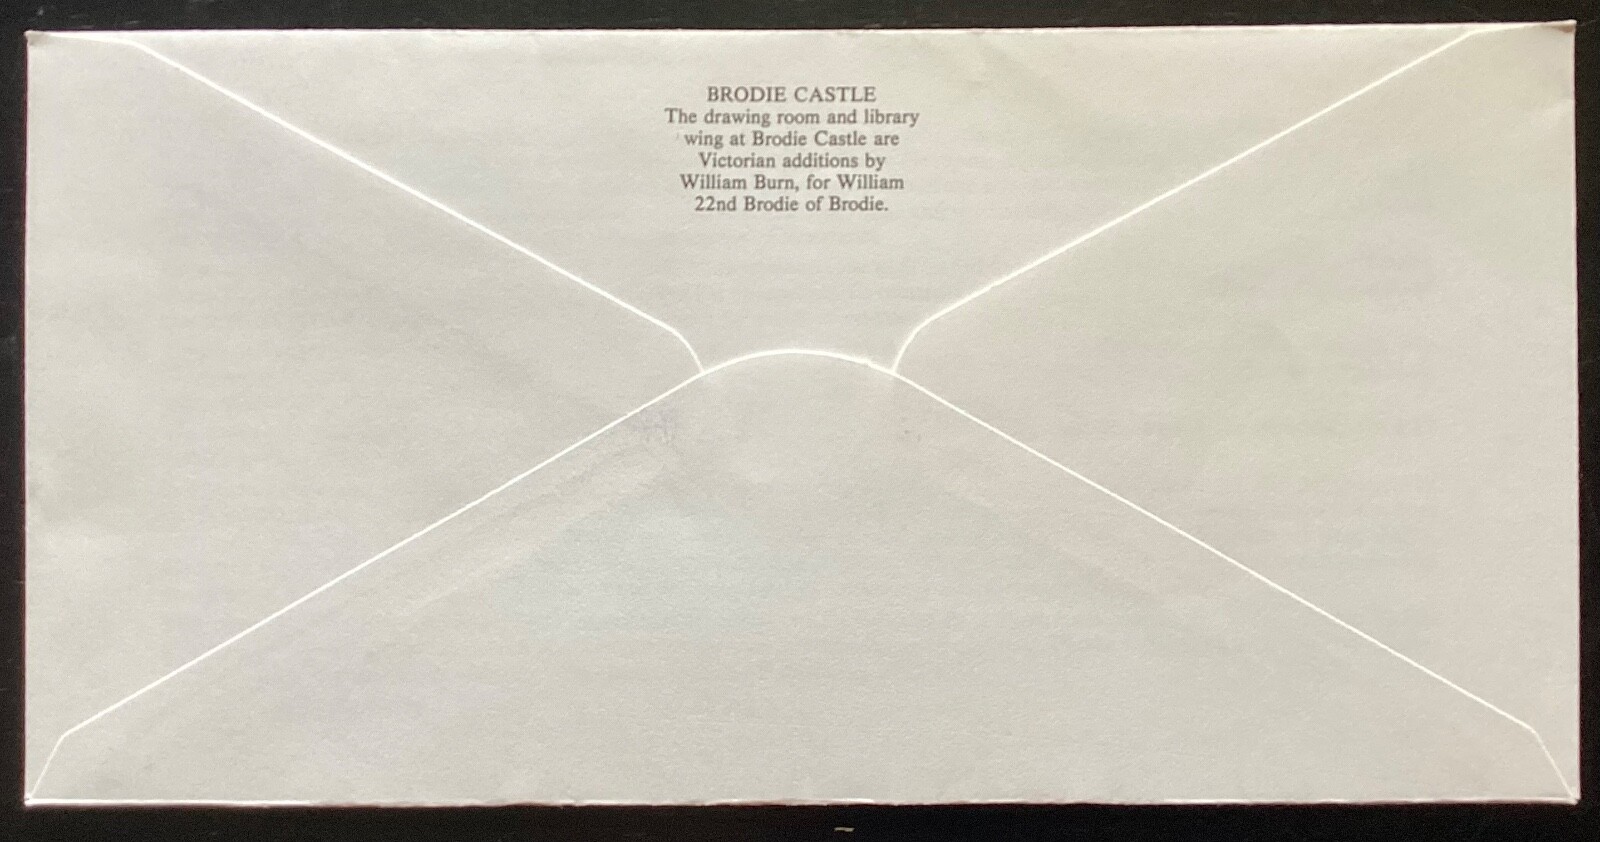 BRODIE CASTLE
The drawing room and library
wing at Brodie Castle are
Victorian additions by
William Burn, for William
22nd Brodie of Brodie.